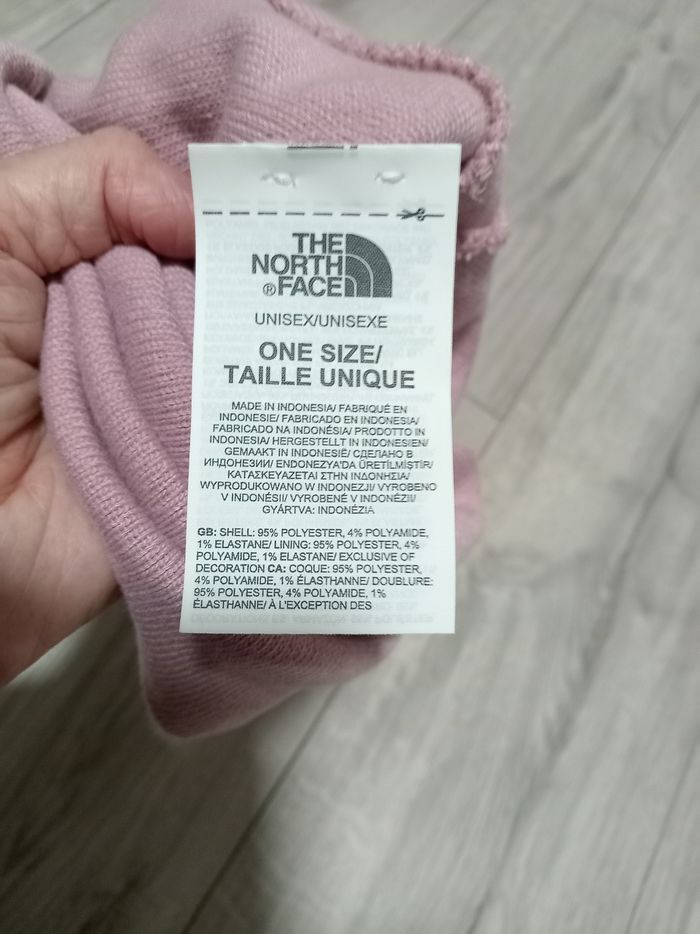 THE
NORTH
®FACE
UNISEX/UNISEXE
ONE SIZE/
TAILLE UNIQUE
MADE IN INDONESIA/ FABRIQUÉ EN
INDONESIE/ FABRICADO EN INDONESIA/
FABRICADO NA INDONÉSIA/ PRODOTTO IN
INDONESIA/ HERGESTELLT IN INDONESIEN/
GEMAAKT IN INDONESIË/ СДЕЛАНО В
ИНДОНЕЗИИ/ ENDONEZYA'DA ÜRETİLMİŞTİR/
ΚΑΤΑΣΚΕΥΑΖΕΤΑΙ ΣΤΗΝ ΙΝΔΟΝΗΣΙΑ/
WYPRODUKOWANO W INDONEZJI/ VYROBENO
V INDONÉSII/ VYROBENÉ V INDONÉZII/
GYÁRTVA: INDONÉZIA
GB: SHELL: 95% POLYESTER, 4% POLYAMIDE,
1% ELASTANE/ LINING: 95% POLYESTER, 4%
POLYAMIDE, 1% ELASTANE/ EXCLUSIVE OF
DECORATION CA: COQUE: 95% POLYESTER,
4% POLYAMIDE, 1% ÉLASTHANNE/ DOUBLURE:
95% POLYESTER, 4% POLYAMIDE, 1%
ÉLASTHANNE/ À L'EXCEPTION DES